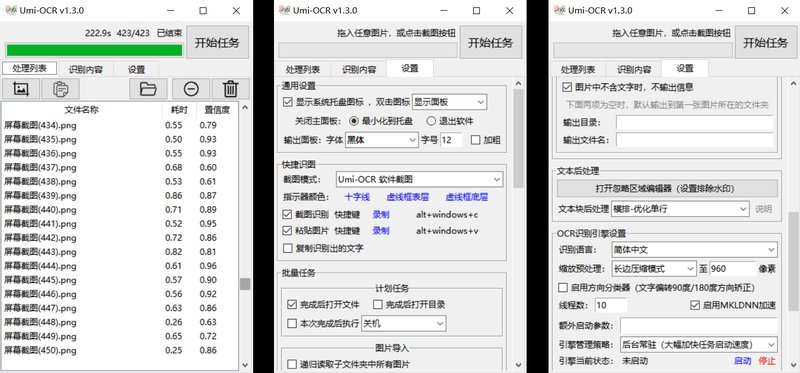 Umi-OCR v1.3.0
222.9s 423/423 已结束
开始任务
处理列表 识别内容 设置
文件名称 耗时 置信度
屏幕截图(434).png 0.55 0.79
屏幕截图(435).png 0.50 0.93
屏幕截图(436).png 0.55 0.93
屏幕截图(437).png 0.68 0.60
屏幕截图(438).png 0.53 0.61
屏幕截图(439).png 0.86 0.87
屏幕截图(440).png 0.71 0.89
屏幕截图(441).png 0.52 0.95
屏幕截图(442).png 0.72 0.86
屏幕截图(443).png 0.82 0.81
屏幕截图(444).png 0.61 0.96
屏幕截图(445).png 0.57 0.90
屏幕截图(446).png 0.56 0.92
屏幕截图(447).png 0.63 0.86
屏幕截图(448).png 0.26 0.63
屏幕截图(449).png 0.65 0.72
屏幕截图(450).png 0.25 0.86
Umi-OCR v1.3.0
拖入任意图片，或点击截图按钮
开始任务
处理列表 识别内容 设置
通用设置
显示系统托盘图标 ，双击图标 显示面板
关闭主面板： 最小化到托盘 退出软件
输出面板：字体 黑体 字号 12 加粗
快捷识图
截图模式： Umi-OCR 软件截图
指示器颜色： 十字线 虚线框表层 虚线框底层
截图识别 快捷键 录制 alt+windows+c
粘贴图片 快捷键 录制 alt+windows+v
复制识别出的文字
批量任务
计划任务
完成后打开文件 完成后打开目录
本次完成后执行 关机
图片导入
递归读取子文件夹中所有图片
Umi-OCR v1.3.0
拖入任意图片，或点击截图按钮
开始任务
处理列表 识别内容 设置
图片中不含文字时，不输出信息
下面两项为空时，默认输出到第一张图片所在的文件夹
输出目录：
输出文件名：
文本后处理
打开忽略区域编辑器（设置排除水印）
文本块后处理 横排-优化单行 说明
OCR识别引擎设置
识别语言： 简体中文
缩放预处理： 长边压缩模式 至 960 像素
启用方向分类器（文字偏转90度/180度方向矫正）
线程数： 10 启用MKLDNN加速
额外启动参数：
引擎管理策略： 后台常驻（大幅加快任务启动速度）
引擎当前状态： 未启动 启动 停止